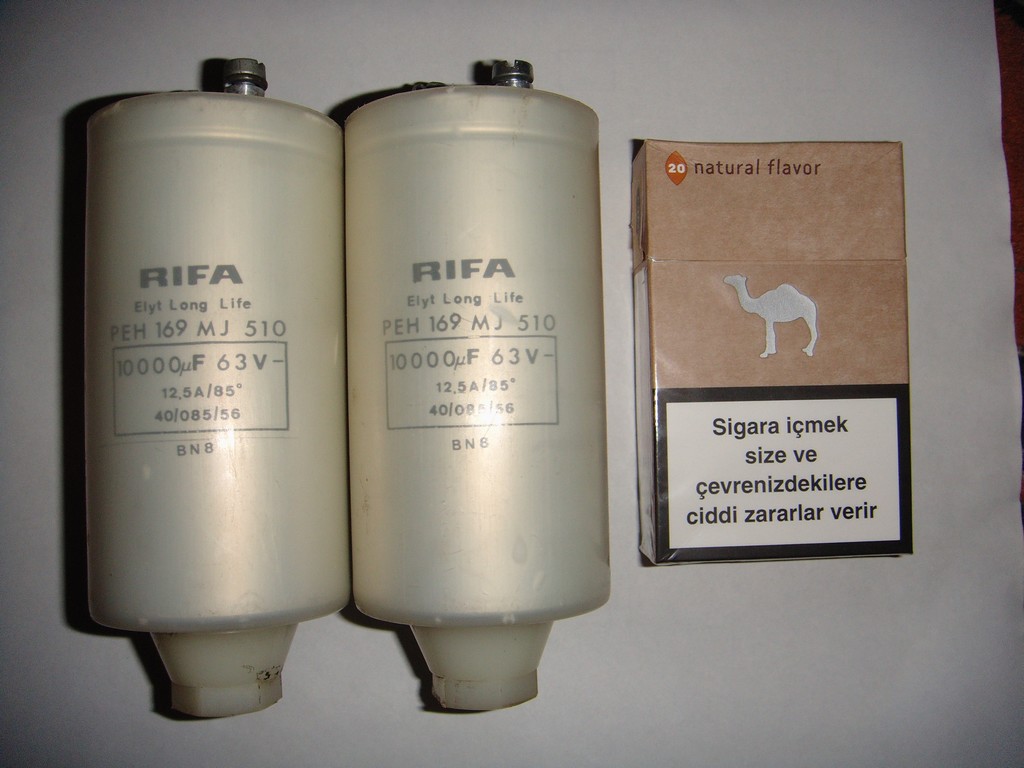 RIFA
Elyt Long Life
PEH 169 MJ 510
10000µF 63V-
12,5A/85°
40/085/56
BN8
RIFA
Elyt Long Life
PEH 169 MJ 510
10000µF 63V-
12,5A/85°
40/085/56
BN6
20 natural flavor
Sigara içmek
size ve
çevrenizdekilere
ciddi zararlar verir